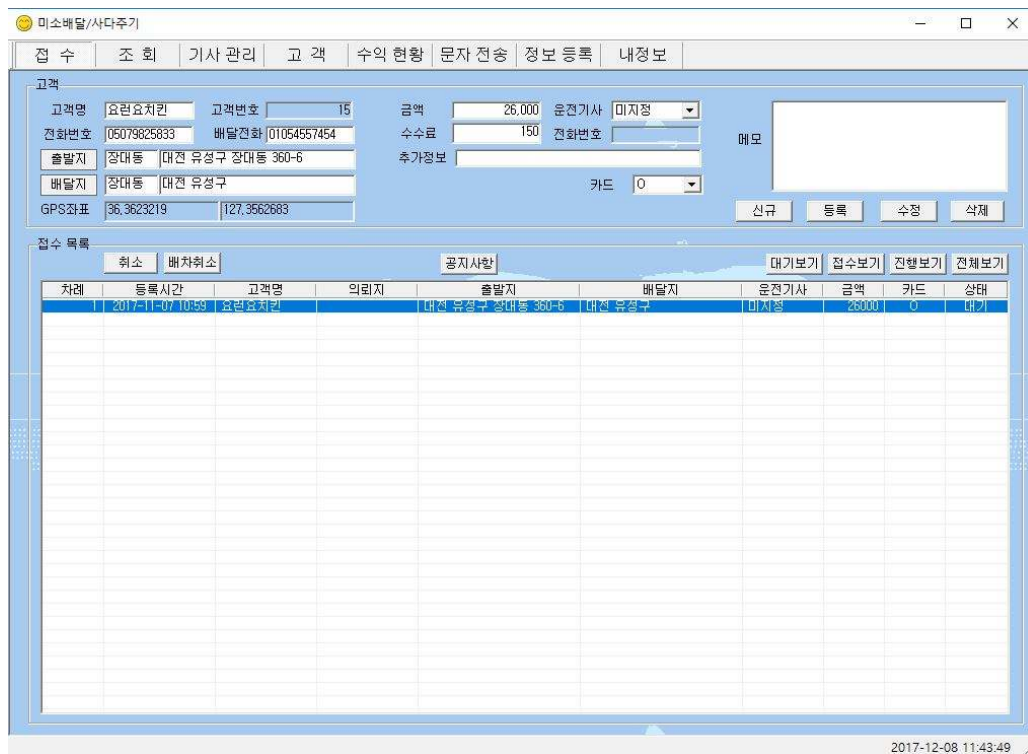 미소배달/사다주기
접 수 조 회 기사 관리 고 객 수익 현황 문자 전송 정보 등록 내정보
고객
고객명 요런요치킨 고객번호 15 금액 26,000 운전기사 미지정
전화번호 05079825833 배달전화 01054557454 수수료 150 전화번호 메모
출발지 장대동 대전 유성구 장대동 360-6 추가정보
배달지 장대동 대전 유성구 카드 O
GPS좌표 36,3623219 127,3562683 신규 등록 수정 삭제
접수 목록
취소 배차취소 공지사항 대기보기 접수보기 진행보기 전체보기
차례 등록시간 고객명 의뢰지 출발지 배달지 운전기사 금액 카드 상태
1 2017-11-07 10:59 요런요치킨 대전 유성구 장대동 360-6 대전 유성구 미지정 26000 O 대기
2017-12-08 11:43:49